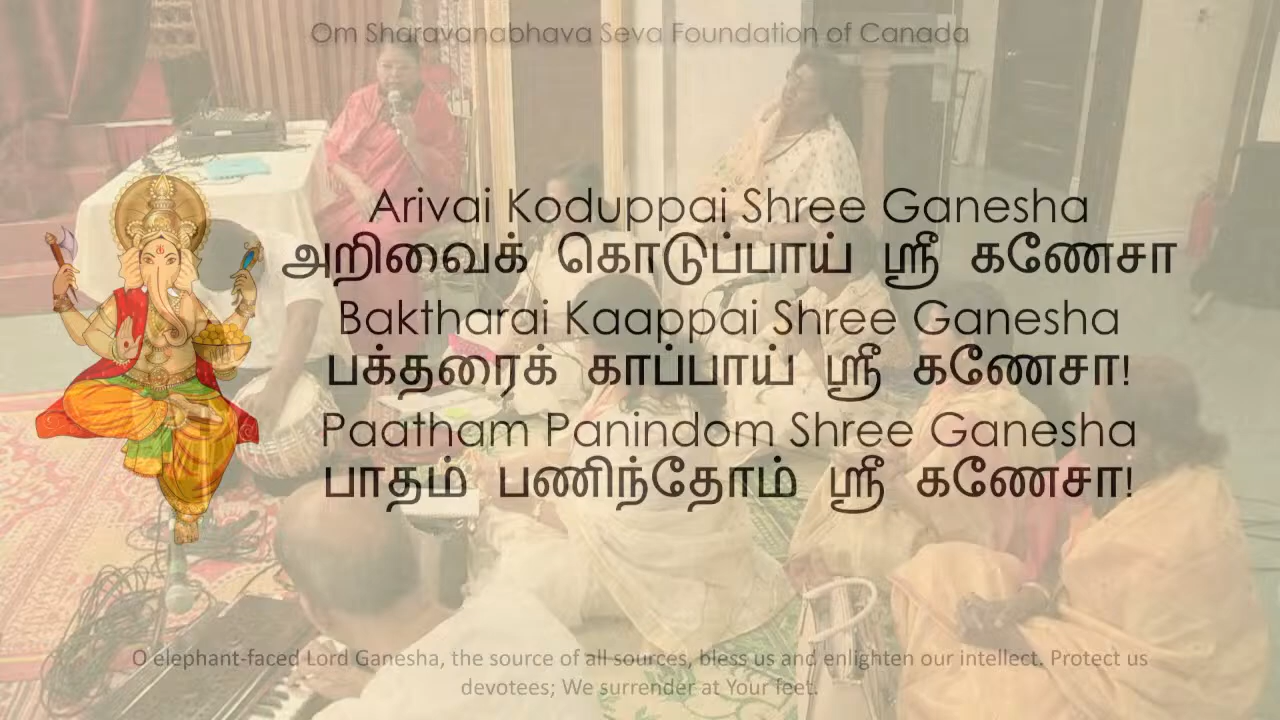 Om Sharavanabhava Seva Foundation of Canada
Arivai Koduppai Shree Ganesha
அறிவைக் கொடுப்பாய் ஸ்ரீ கணேசா
Baktharai Kaappai Shree Ganesha
பக்தரைக் காப்பாய் ஸ்ரீ கணேசா!
Paatham Panindom Shree Ganesha
பாதம் பணிந்தோம் ஸ்ரீ கணேசா!
O elephant-faced Lord Ganesha, the source of all sources, bless us and enlighten our intellect. Protect us
devotees; We surrender at Your feet.